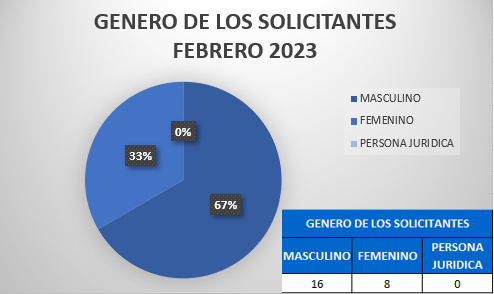 GENERO DE LOS SOLICITANTES
FEBRERO 2023
MASCULINO
FEMENINO
PERSONA JURIDICA
0%
33%
67%
GENERO DE LOS SOLICITANTES
MASCULINO FEMENINO PERSONA JURIDICA
16 8 0